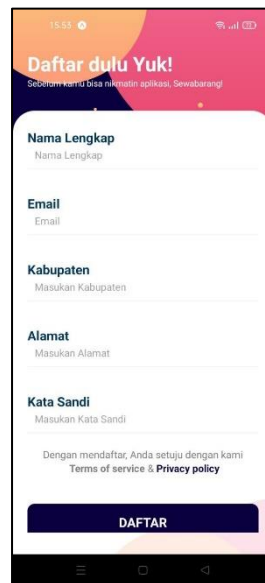 15.53
Daftar dulu Yuk!
Sebelum kamu bisa nikmatin aplikasi, Sewabarang!
Nama Lengkap
Nama Lengkap
Email
Email
Kabupaten
Masukan Kabupaten
Alamat
Masukan Alamat
Kata Sandi
Masukan Kata Sandi
Dengan mendaftar, Anda setuju dengan kami
Terms of service & Privacy policy
DAFTAR